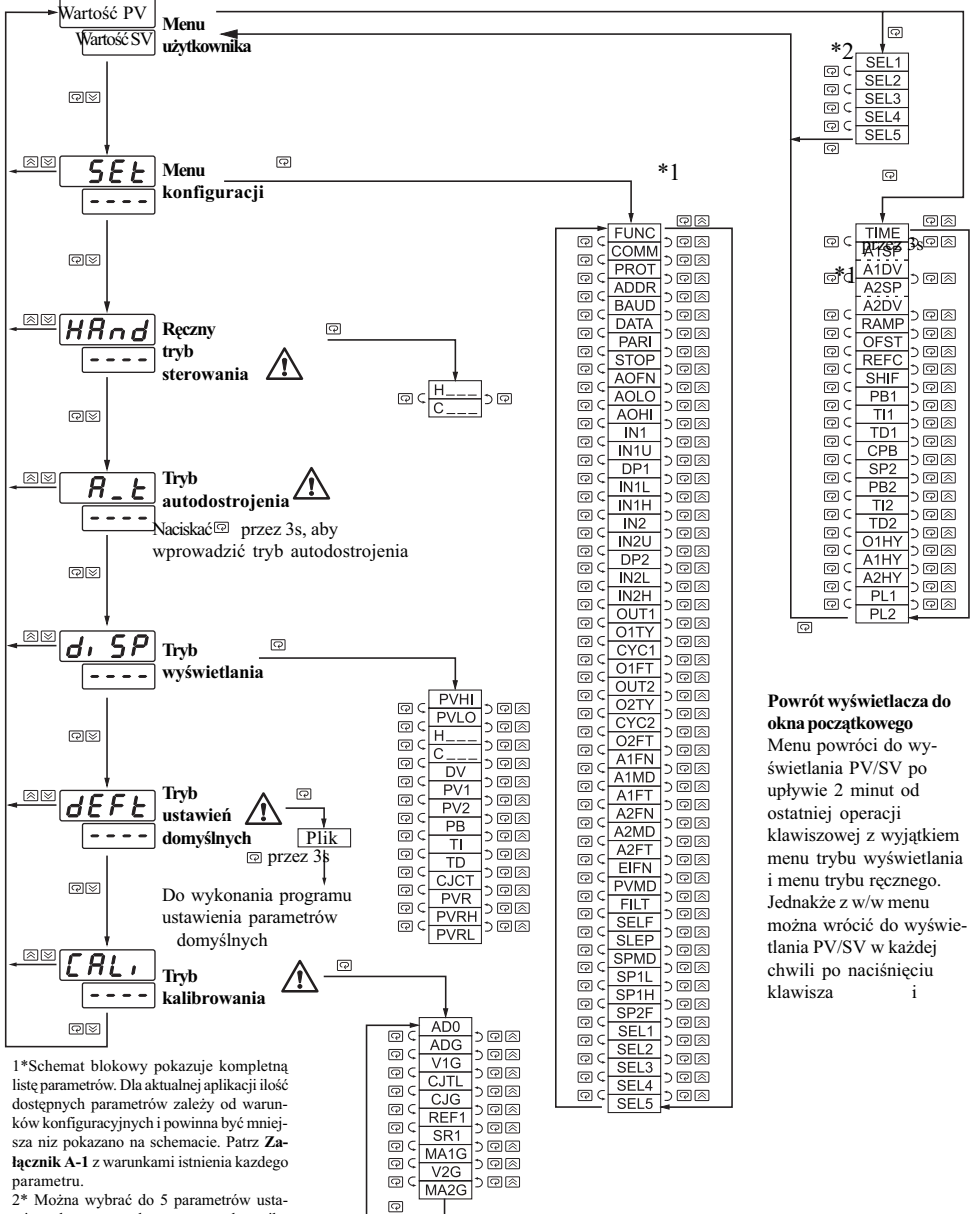 Wartość PV
Wartość SV
Menu
użytkownika
*2
SEL1
SEL2
SEL3
SEL4
SEL5
SEt
- - - -
Menu
konfiguracji
*1
FUNC
COMM
PROT
ADDR
BAUD
DATA
PARI
STOP
AOFN
AOLO
AOHI
IN1
IN1U
DP1
IN1L
IN1H
IN2
IN2U
DP2
IN2L
IN2H
OUT1
O1TY
CYC1
O1FT
OUT2
O2TY
CYC2
O2FT
A1FN
A1MD
A1FT
A2FN
A2MD
A2FT
EIFN
PVMD
FILT
SELF
SLEP
SPMD
SP1L
SP1H
SP2F
SEL1
SEL2
SEL3
SEL4
SEL5
TIME
przez 3s
A1SP
*1
A1DV
A2SP
A2DV
RAMP
OFST
REFC
SHIF
PB1
TI1
TD1
CPB
SP2
PB2
TI2
TD2
O1HY
A1HY
A2HY
PL1
PL2
HAnd
- - - -
Ręczny
tryb
sterowania
H_ _ _
C_ _ _
A_t
- - - -
Tryb
autodostrojenia
Naciskać przez 3s, aby
wprowadzić tryb autodostrojenia
di SP
- - - -
Tryb
wyświetlania
PVHI
PVLO
H_ _ _
C_ _ _
DV
PV1
PV2
PB
TI
TD
CJCT
PVR
PVRH
PVRL
dEFt
- - - -
Tryb
ustawień
domyślnych
Plik
przez 3s
Do wykonania programu
ustawienia parametrów
domyślnych
CALi
- - - -
Tryb
kalibrowania
AD0
ADG
V1G
CJTL
CJG
REF1
SR1
MA1G
V2G
MA2G
Powrót wyświetlacza do
okna początkowego
Menu powróci do wy-
świetlania PV/SV po
upływie 2 minut od
ostatniej operacji
klawiszowej z wyjątkiem
menu trybu wyświetlania
i menu trybu ręcznego.
Jednakże z w/w menu
można wrócić do wyświe-
tlania PV/SV w każdej
chwili po naciśnięciu
klawisza i
1*Schemat blokowy pokazuje kompletną
listę parametrów. Dla aktualnej aplikacji ilość
dostępnych parametrów zależy od warun-
ków konfiguracyjnych i powinna być mniej-
sza niz pokazano na schemacie. Patrz Za-
łącznik A-1 z warunkami istnienia kazdego
parametru.
2* Można wybrać do 5 parametrów usta-